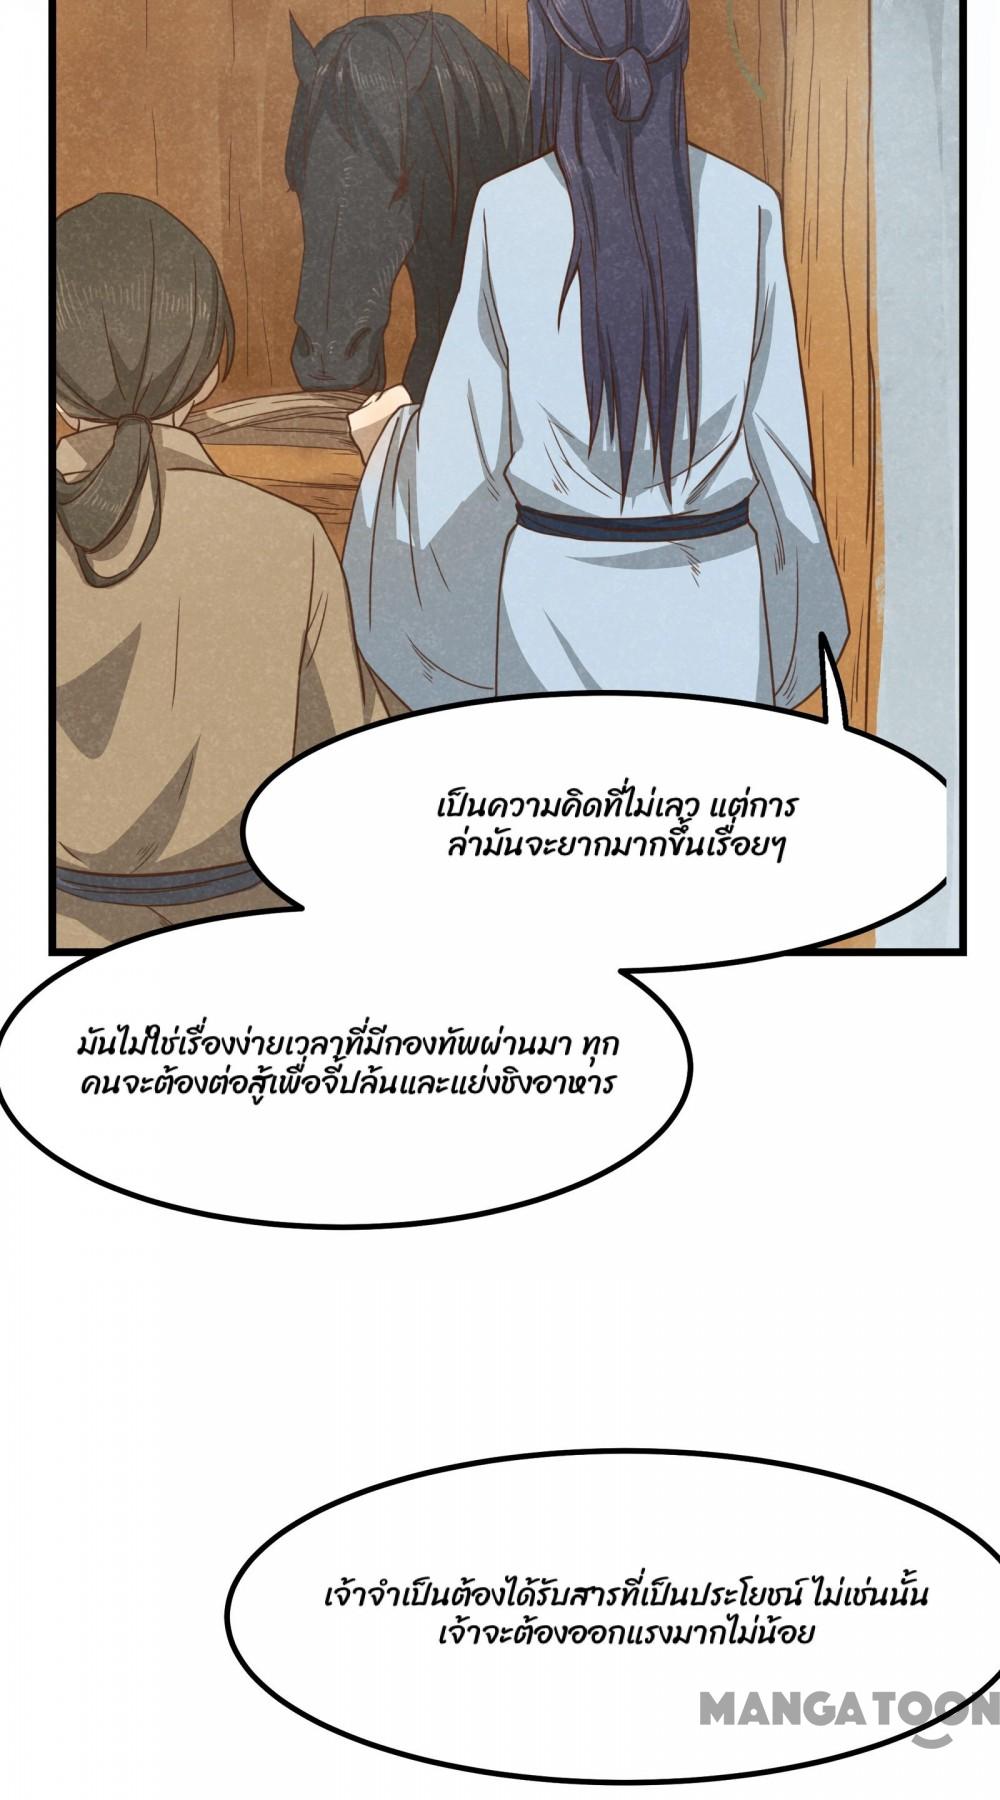 เป็นความคิดที่ไม่เลว แต่การ
ล่ามันจะยากมากขึ้นเรื่อยๆ
มันไม่ใช่เรื่องง่ายเวลาที่มีกองทัพผ่านมา ทุก
คนจะต้องต่อสู้เพื่อจี้ปล้นและแย่งชิงอาหาร
เจ้าจำเป็นต้องได้รับสารที่เป็นประโยชน์ ไม่เช่นนั้น
เจ้าจะต้องออกแรงมากไม่น้อย
MANGATOON